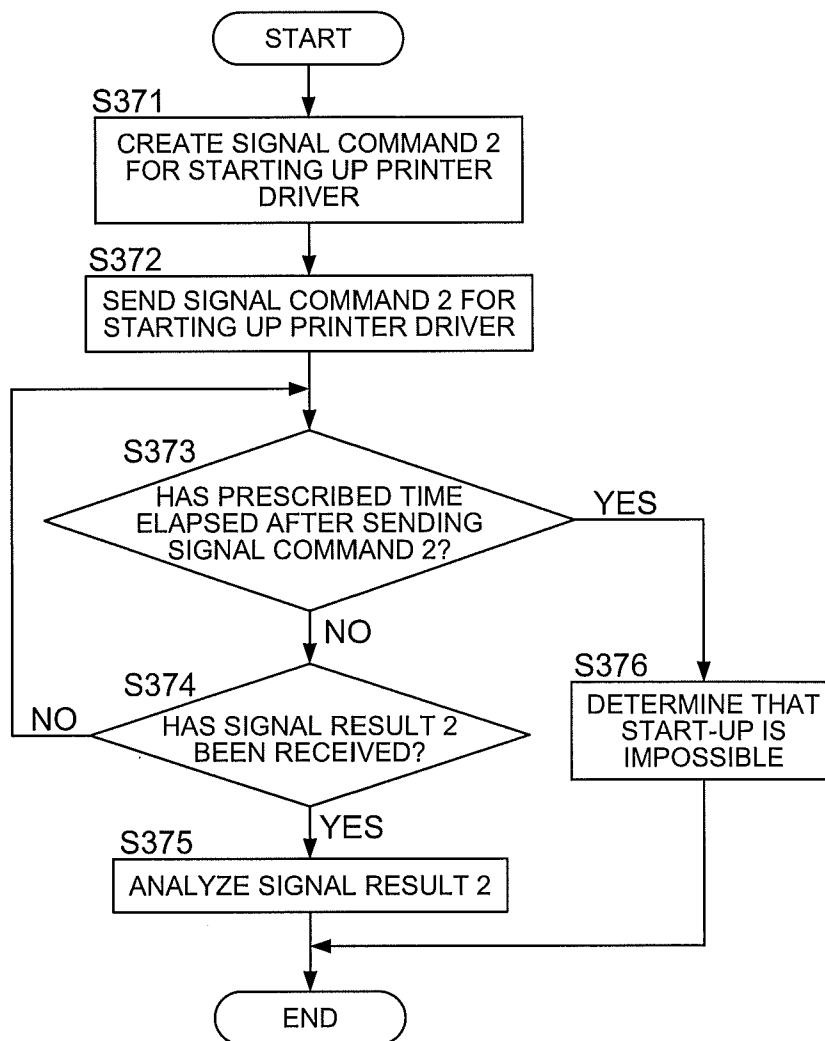 START
S371
CREATE SIGNAL COMMAND 2
FOR STARTING UP PRINTER
DRIVER
S372
SEND SIGNAL COMMAND 2 FOR
STARTING UP PRINTER DRIVER
S373
HAS PRESCRIBED TIME
ELAPSED AFTER SENDING
SIGNAL COMMAND 2?
YES
NO
S374
HAS SIGNAL RESULT 2
BEEN RECEIVED?
NO
YES
S376
DETERMINE THAT
START-UP IS
IMPOSSIBLE
S375
ANALYZE SIGNAL RESULT 2
END